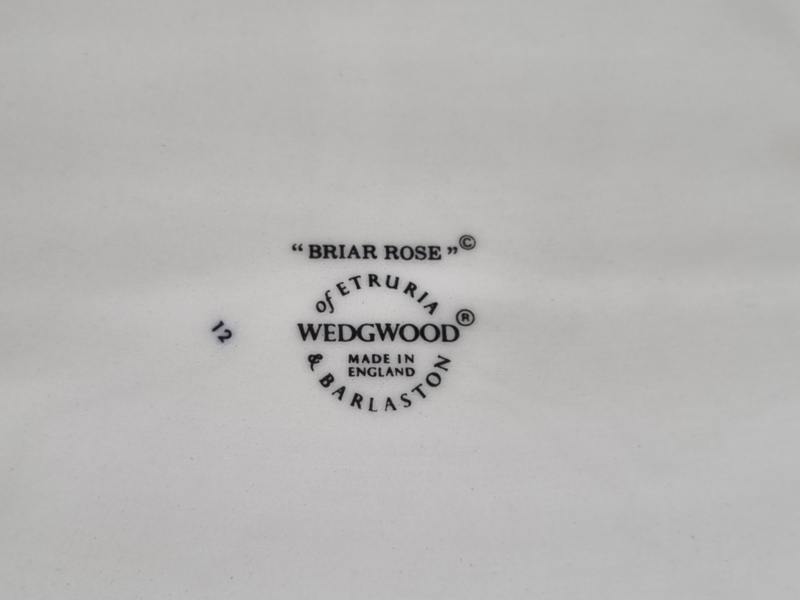 “ BRIAR ROSE ” ©
of ETRURIA
WEDGWOOD ®
MADE IN
ENGLAND
& BARLASTON
12